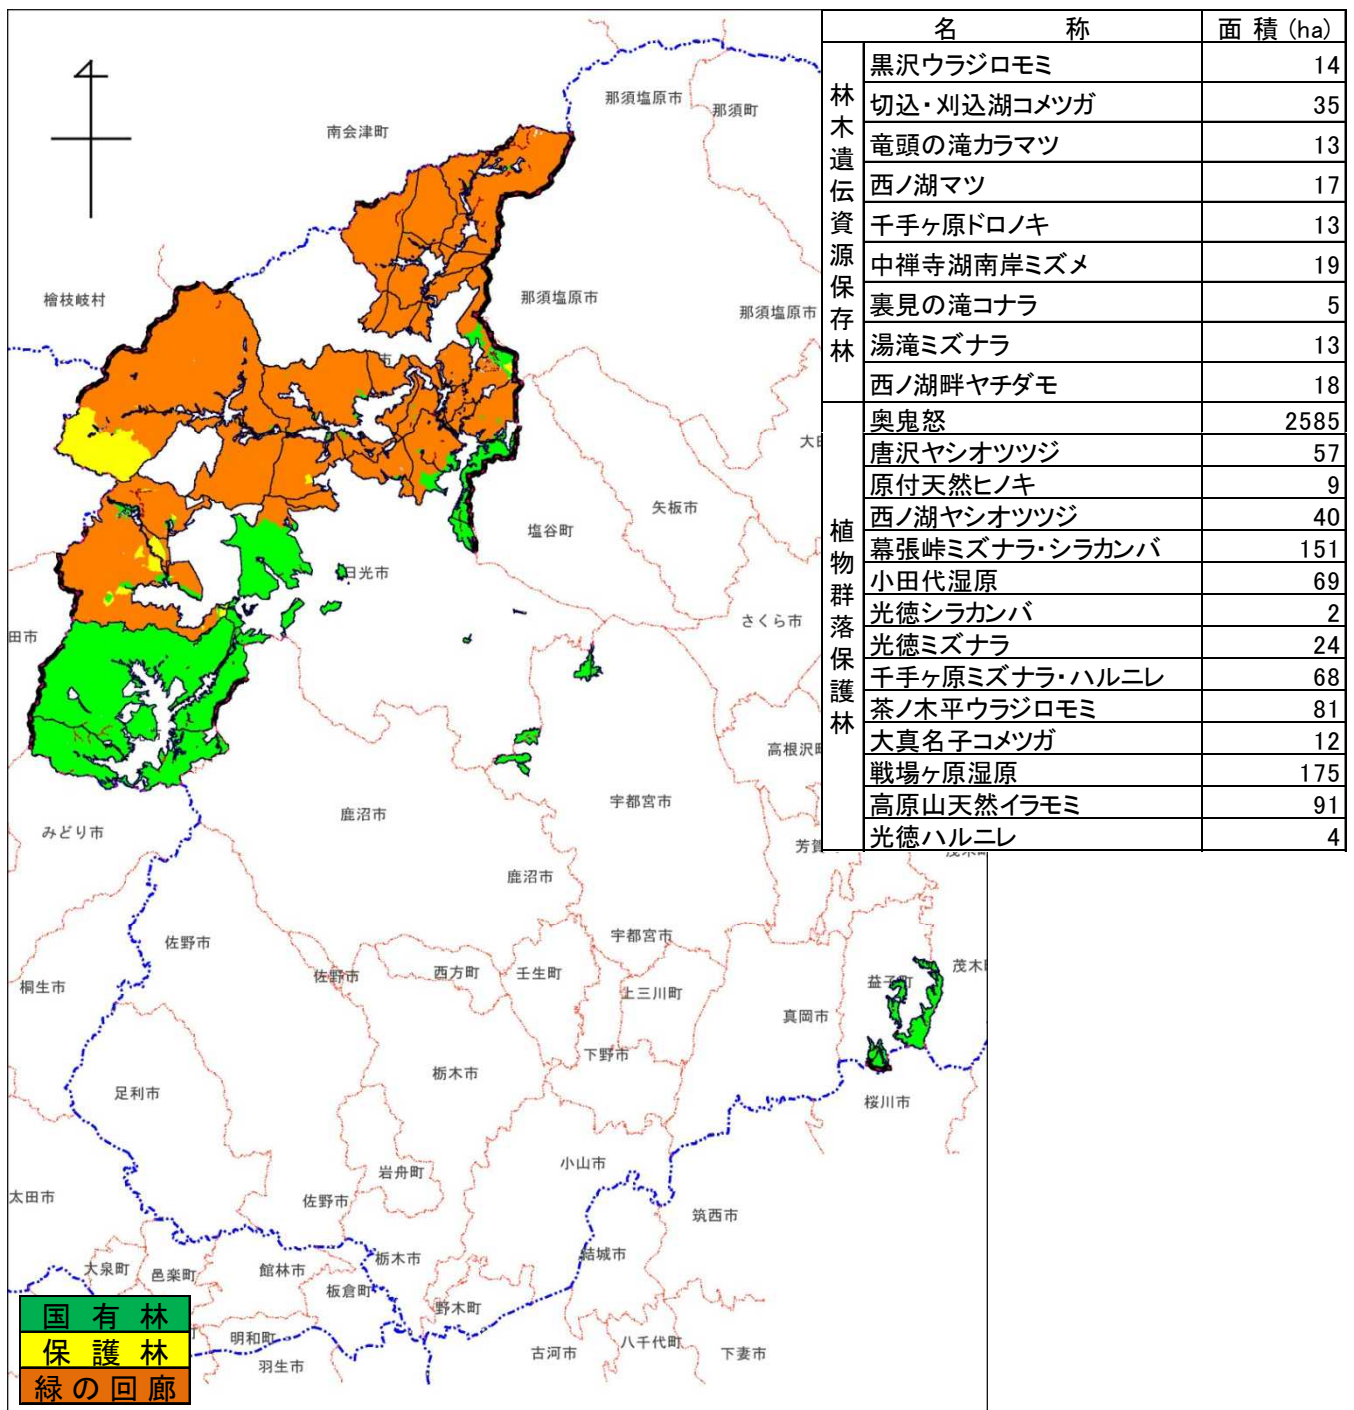 名 称 面 積 (ha)
林木遺伝資源保存林
黒沢ウラジロモミ 14
切込・刈込湖コメツガ 35
竜頭の滝カラマツ 13
西ノ湖マツ 17
千手ヶ原ドロノキ 13
中禅寺湖南岸ミズメ 19
裏見の滝コナラ 5
湯滝ミズナラ 13
西ノ湖畔ヤチダモ 18
植物群落保護林
奥鬼怒 2585
唐沢ヤシオツツジ 57
原付天然ヒノキ 9
西ノ湖ヤシオツツジ 40
幕張峠ミズナラ・シラカンバ 151
小田代湿原 69
光徳シラカンバ 2
光徳ミズナラ 24
千手ヶ原ミズナラ・ハルニレ 68
茶ノ木平ウラジロモミ 81
大真名子コメツガ 12
戦場ヶ原湿原 175
高原山天然イラモミ 91
光徳ハルニレ 4
那須塩原市
那須町
南会津町
檜枝岐村
那須塩原市
那須塩原市
市
大田
矢板市
塩谷町
日光市
さくら市
田市
高根沢町
宇都宮市
鹿沼市
みどり市
芳賀
茂木町
鹿沼市
佐野市
宇都宮市
佐野市
西方町
壬生町
上三川町
益子町
茂木町
桐生市
真岡市
下野市
栃木市
足利市
桜川市
小山市
岩舟町
太田市
佐野市
筑西市
栃木市
結城市
大泉町
邑楽町
館林市
板倉町
野木町
明和町
羽生市
古河市
八千代町
下妻市
国 有 林
保 護 林
緑 の 回 廊